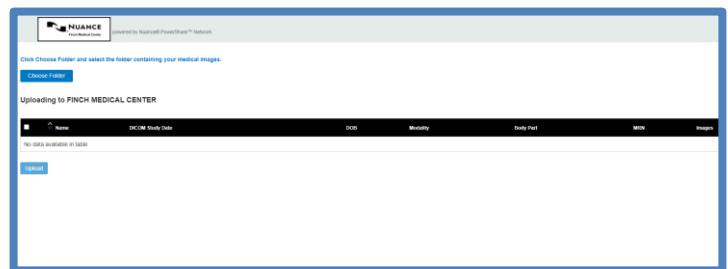 NUANCE
Finch Medical Center
powered by Nuance® PowerShare™ Network
Click Choose Folder and select the folder containing your medical images.
Choose Folder
Uploading to FINCH MEDICAL CENTER
Name DICOM Study Date DOB Modality Body Part MRN Images
No data available in table
Upload